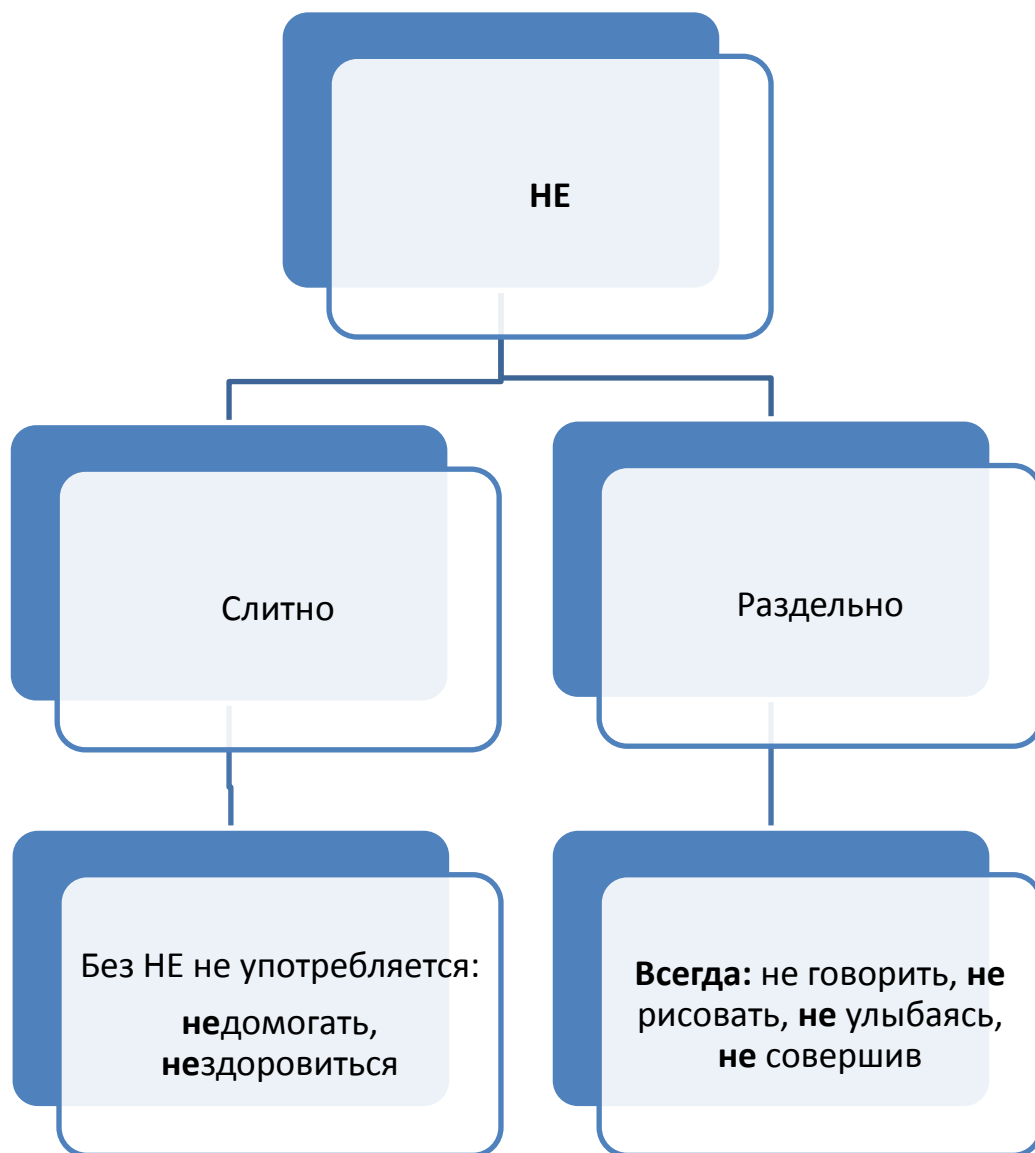 НЕ
Слитно
Раздельно
Без НЕ не употребляется:
недомогать,
нездоровиться
Всегда: не говорить, не
рисовать, не улыбаясь,
не совершив